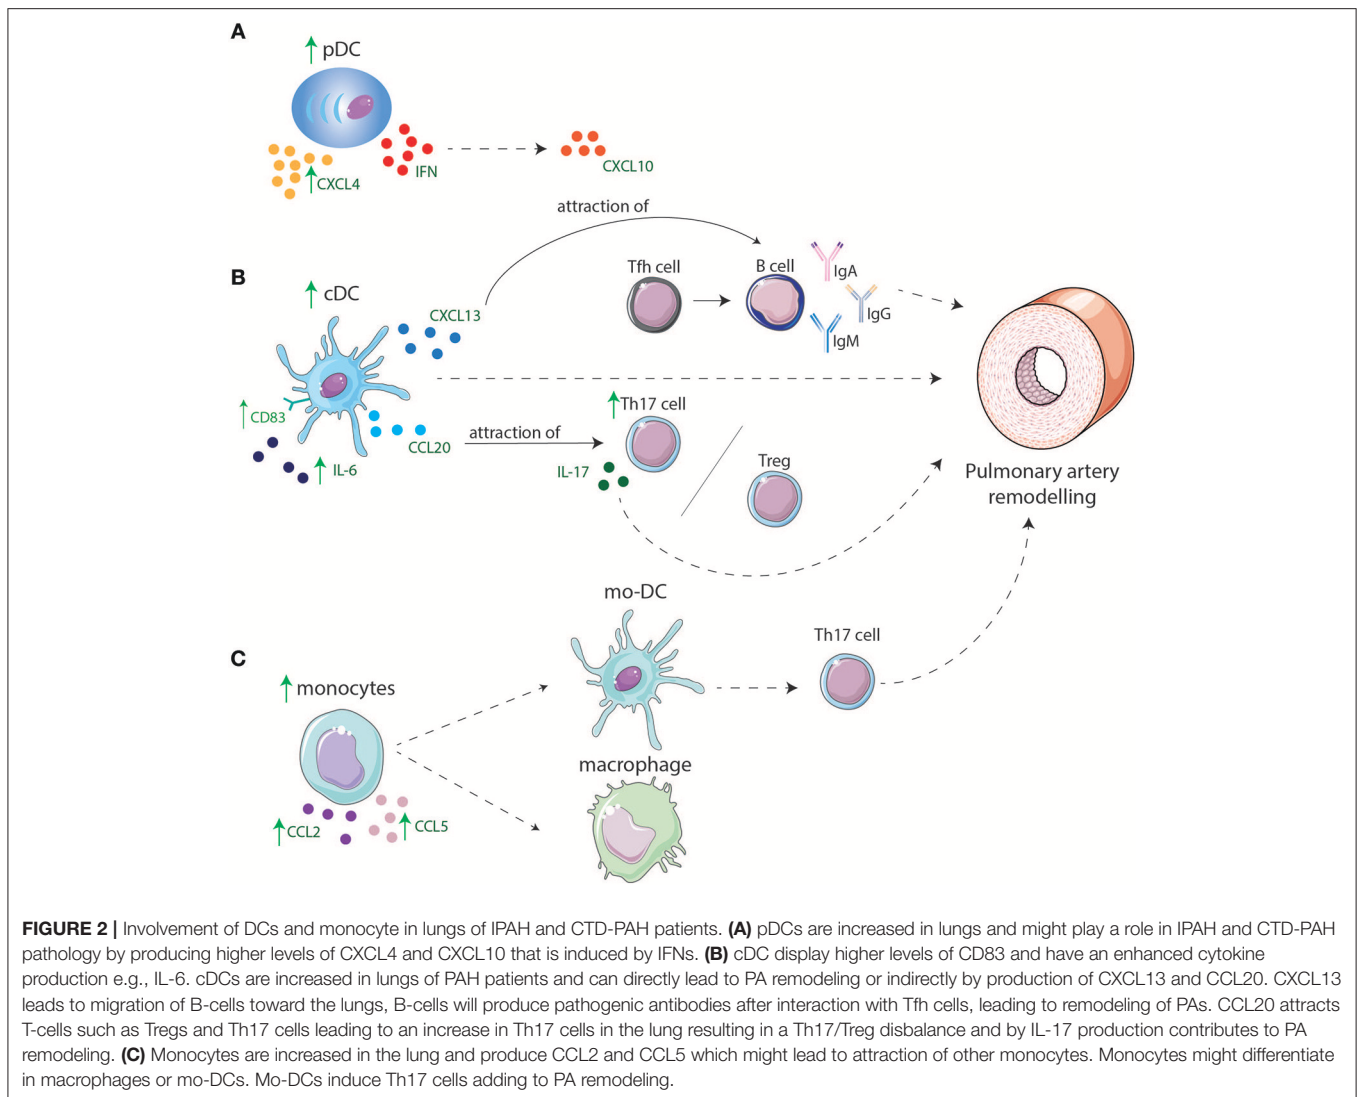 A
pDC
CXCL4
IFN
CXCL10
attraction of
B
cDC
CXCL13
Tfh cell
B cell
IgA
IgG
IgM
CD83
IL-6
CCL20
attraction of
Th17 cell
IL-17
Treg
Pulmonary artery
remodelling
C
monocytes
CCL2
CCL5
mo-DC
Th17 cell
macrophage
FIGURE 2 | Involvement of DCs and monocyte in lungs of IPAH and CTD-PAH patients. (A) pDCs are increased in lungs and might play a role in IPAH and CTD-PAH
pathology by producing higher levels of CXCL4 and CXCL10 that is induced by IFNs. (B) cDC display higher levels of CD83 and have an enhanced cytokine
production e.g., IL-6. cDCs are increased in lungs of PAH patients and can directly lead to PA remodeling or indirectly by production of CXCL13 and CCL20. CXCL13
leads to migration of B-cells toward the lungs, B-cells will produce pathogenic antibodies after interaction with Tfh cells, leading to remodeling of PAs. CCL20 attracts
T-cells such as Tregs and Th17 cells leading to an increase in Th17 cells in the lung resulting in a Th17/Treg disbalance and by IL-17 production contributes to PA
remodeling. (C) Monocytes are increased in the lung and produce CCL2 and CCL5 which might lead to attraction of other monocytes. Monocytes might differentiate
in macrophages or mo-DCs. Mo-DCs induce Th17 cells adding to PA remodeling.